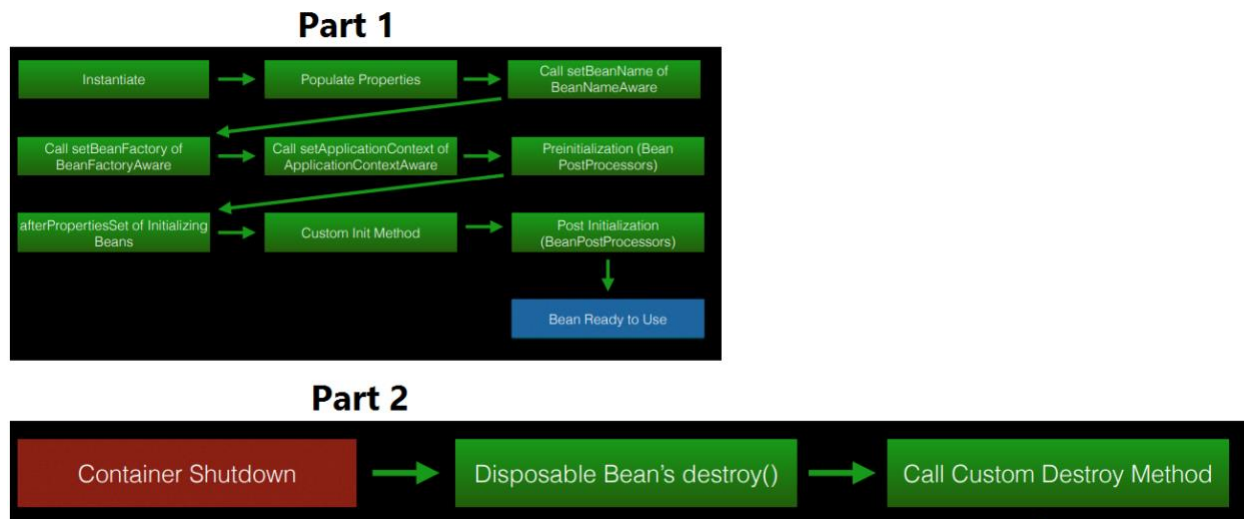 Part 1
Instantiate
Populate Properties
Call setBeanName of
BeanNameAware
Call setBeanFactory of
BeanFactoryAware
Call setApplicationContext of
ApplicationContextAware
Preinitialization (Bean
PostProcessors)
afterPropertiesSet of Initializing
Beans
Custom Init Method
Post Initialization
(BeanPostProcessors)
Bean Ready to Use
Part 2
Container Shutdown
Disposable Bean's destroy()
Call Custom Destroy Method